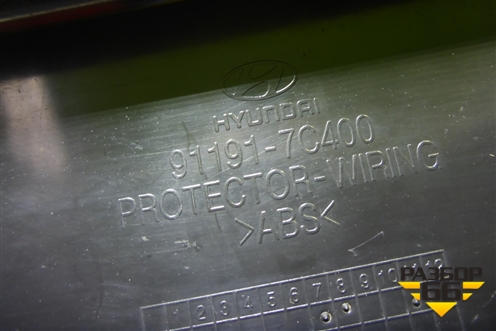 HYUNDAI
91191-7C400
PROTECTOR-WIRING
>ABS<
1 2 3 4 5 6 7 8 9 10 11 12
РАЗБОР
66